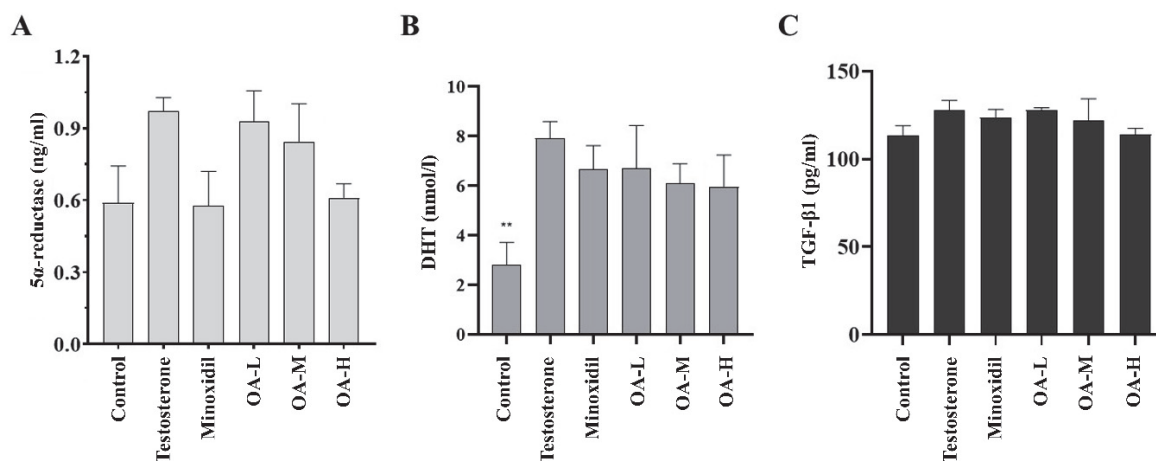 A
5α-reductase (ng/ml)
1.2
0.9
0.6
0.3
0.0
Control
Testosterone
Minoxidil
OA-L
OA-M
OA-H
B
DHT (nmol/l)
10
8
6
4
2
0
**
Control
Testosterone
Minoxidil
OA-L
OA-M
OA-H
C
TGF-β1 (pg/ml)
150
100
50
0
Control
Testosterone
Minoxidil
OA-L
OA-M
OA-H